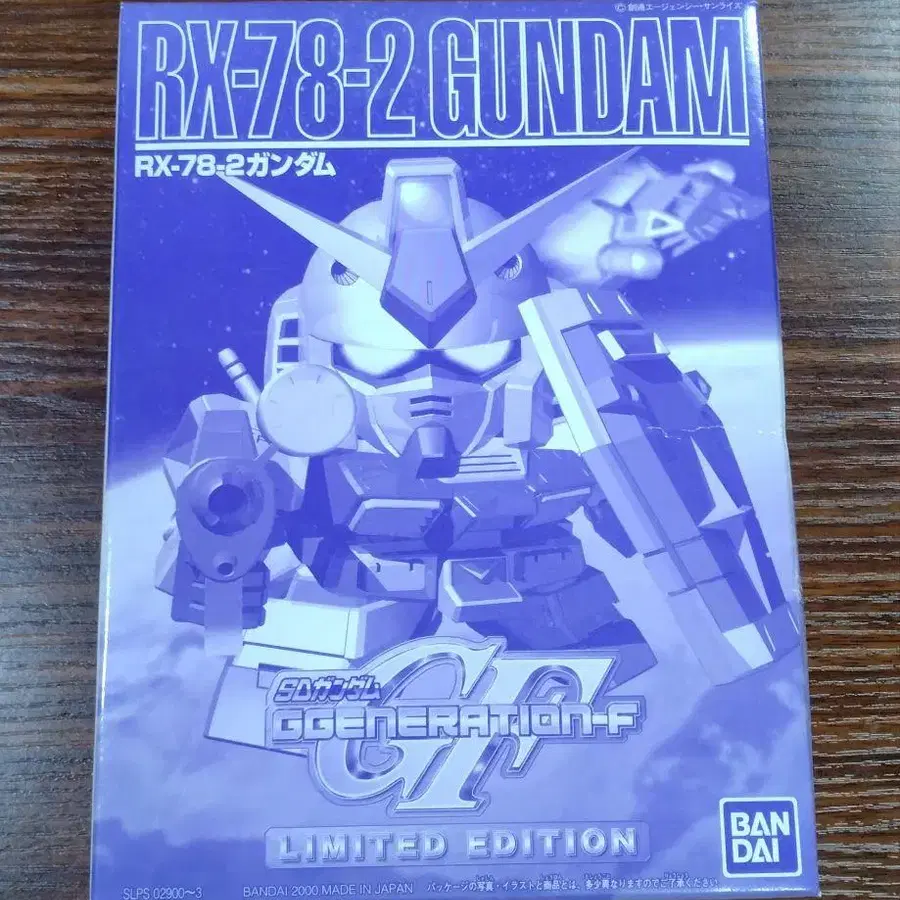 © 創通エージェンシー・サンライズ
RX-78-2 GUNDAM
RX-78-2ガンダム
SDガンダム
GGENERATION-F
GF
LIMITED EDITION
BAN
DAI
SLPS 02900~3 BANDAI 2000 MADE IN JAPAN パッケージの写真・イラストと商品とは、多少異なりますのでご了承ください